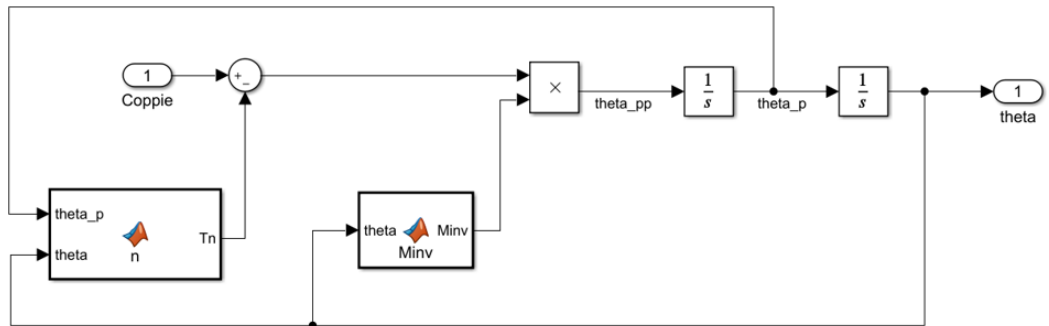 1
Coppie
+
−
×
theta_pp
1
s
theta_p
1
s
1
theta
theta_p
theta
n
Tn
theta
Minv
Minv